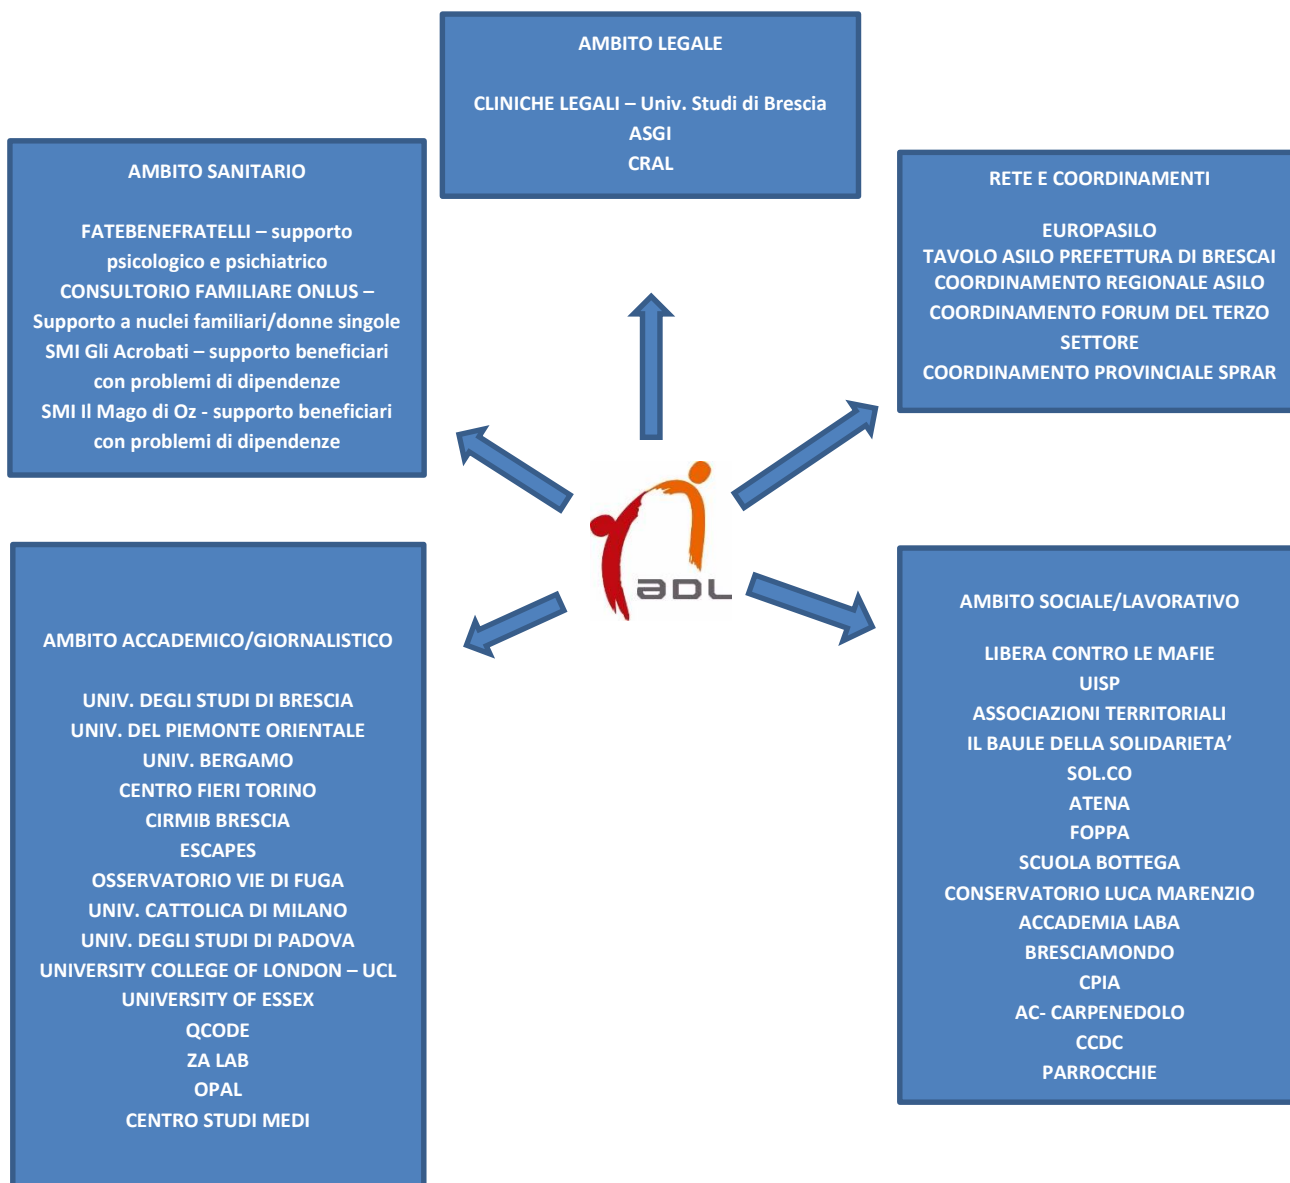 AMBITO LEGALE
CLINICHE LEGALI – Univ. Studi di Brescia
ASGI
CRAL
AMBITO SANITARIO
FATEBENEFRATELLI – supporto
psicologico e psichiatrico
CONSULTORIO FAMILIARE ONLUS –
Supporto a nuclei familiari/donne singole
SMI Gli Acrobati – supporto beneficiari
con problemi di dipendenze
SMI Il Mago di Oz - supporto beneficiari
con problemi di dipendenze
RETE E COORDINAMENTI
EUROPASILO
TAVOLO ASILO PREFETTURA DI BRESCAI
COORDINAMENTO REGIONALE ASILO
COORDINAMENTO FORUM DEL TERZO
SETTORE
COORDINAMENTO PROVINCIALE SPRAR
ADL
AMBITO ACCADEMICO/GIORNALISTICO
UNIV. DEGLI STUDI DI BRESCIA
UNIV. DEL PIEMONTE ORIENTALE
UNIV. BERGAMO
CENTRO FIERI TORINO
CIRMIB BRESCIA
ESCAPES
OSSERVATORIO VIE DI FUGA
UNIV. CATTOLICA DI MILANO
UNIV. DEGLI STUDI DI PADOVA
UNIVERSITY COLLEGE OF LONDON – UCL
UNIVERSITY OF ESSEX
QCODE
ZA LAB
OPAL
CENTRO STUDI MEDI
AMBITO SOCIALE/LAVORATIVO
LIBERA CONTRO LE MAFIE
UISP
ASSOCIAZIONI TERRITORIALI
IL BAULE DELLA SOLIDARIETA’
SOL.CO
ATENA
FOPPA
SCUOLA BOTTEGA
CONSERVATORIO LUCA MARENZIO
ACCADEMIA LABA
BRESCIAMONDO
CPIA
AC- CARPENEDOLO
CCDC
PARROCCHIE